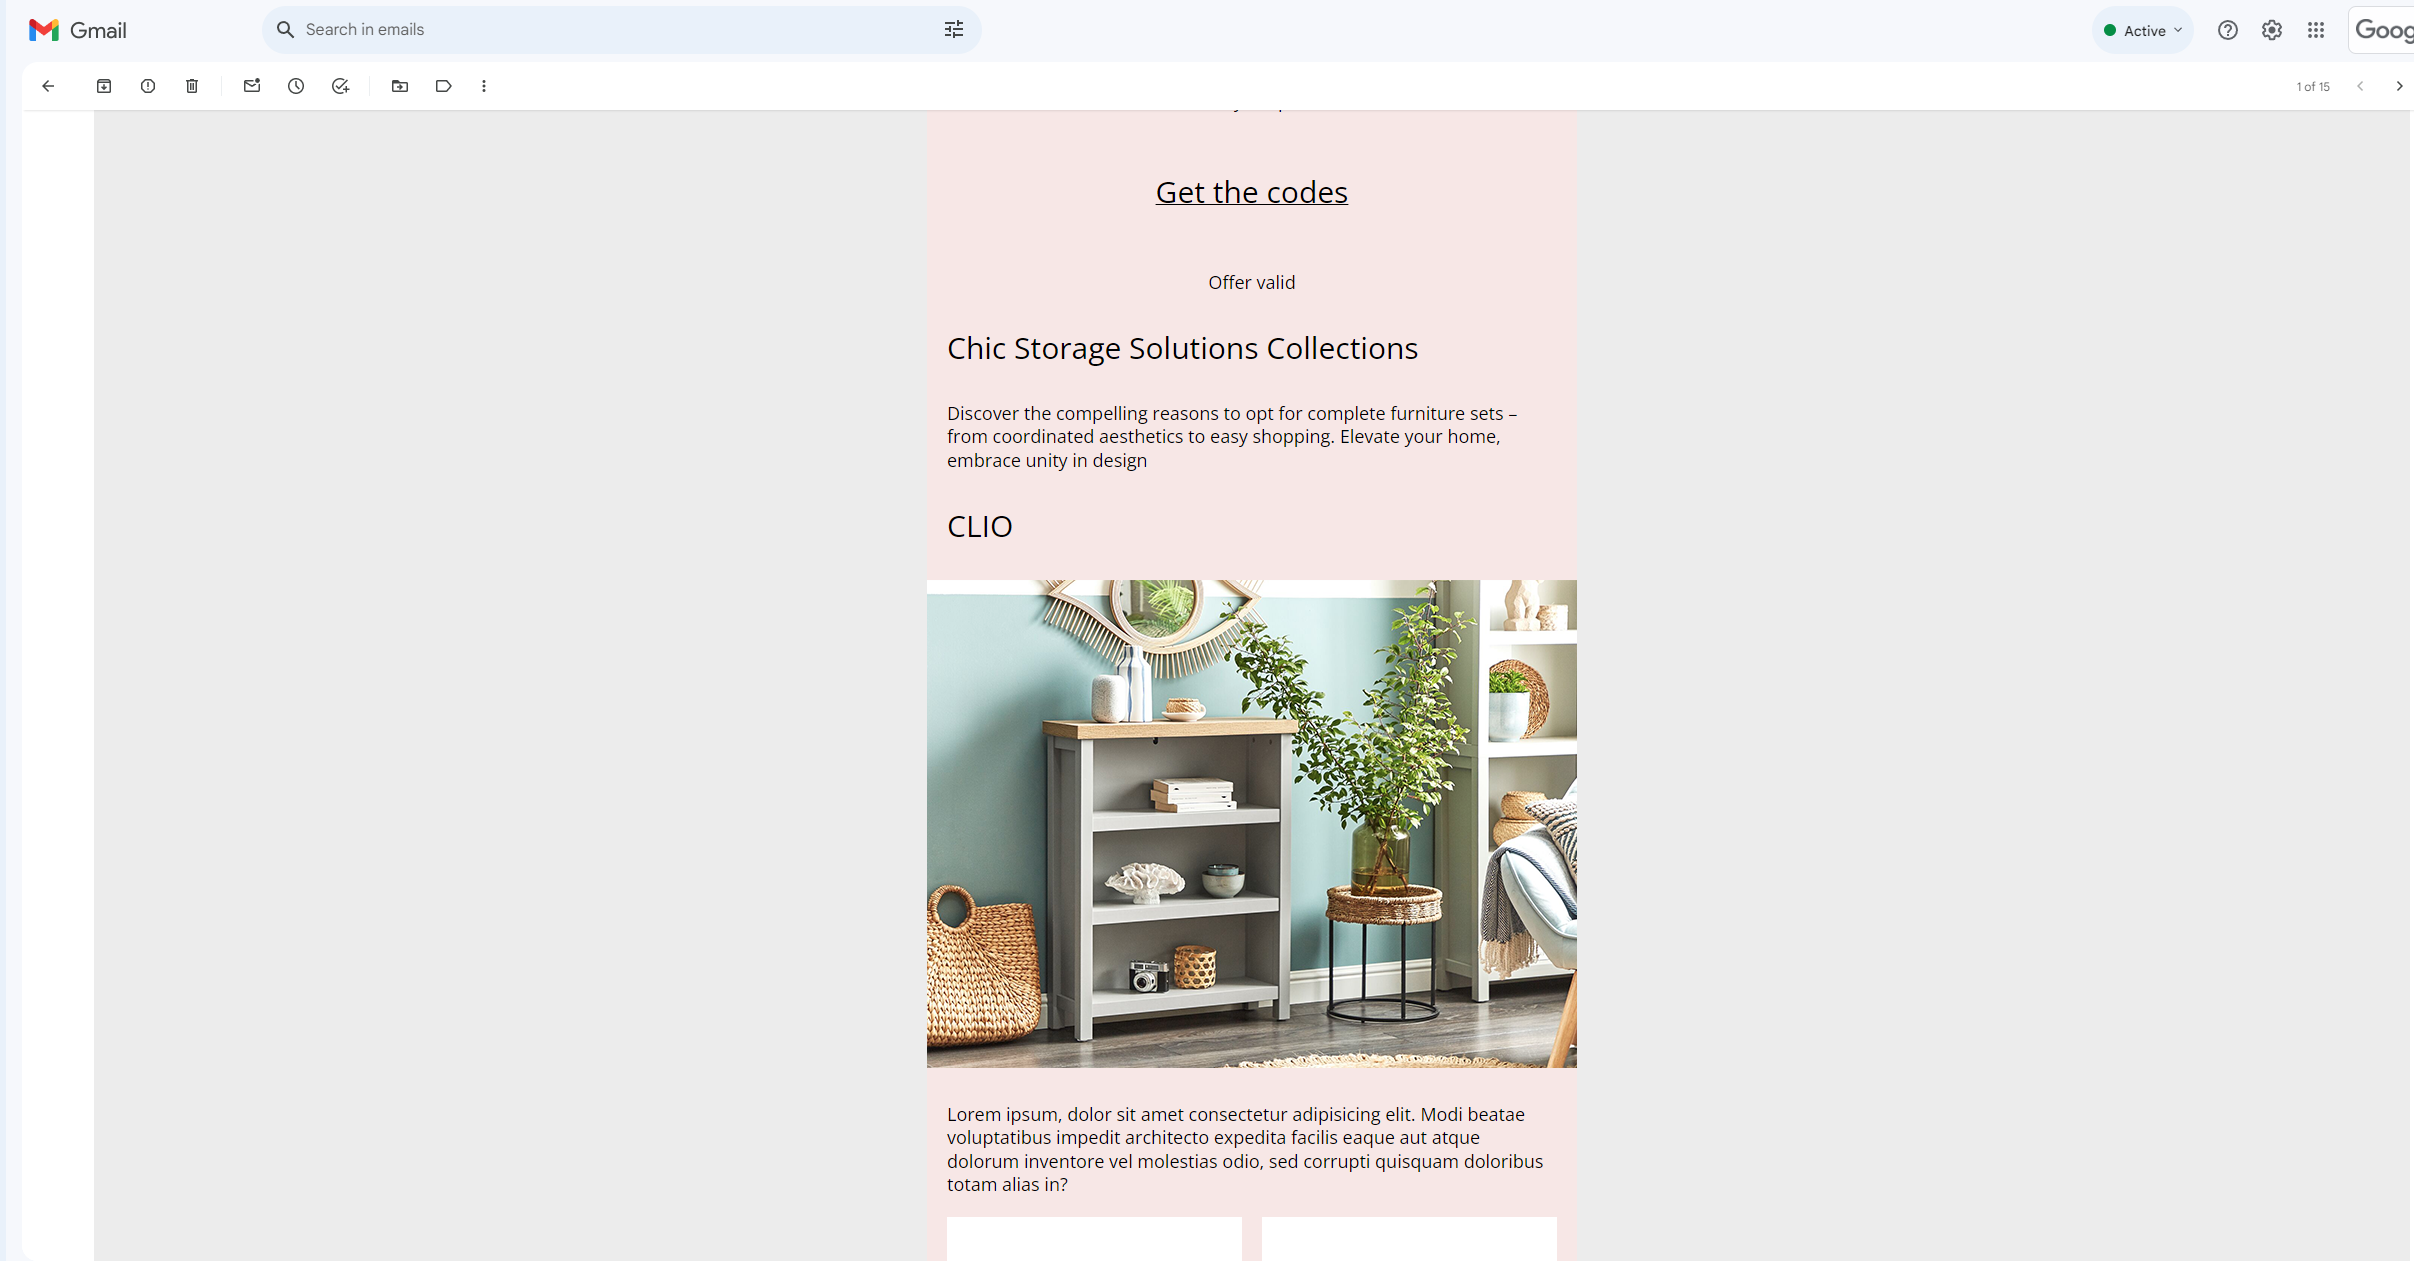 Gmail
Search in emails
Active
1 of 15
Get the codes
Offer valid
Chic Storage Solutions Collections
Discover the compelling reasons to opt for complete furniture sets –
from coordinated aesthetics to easy shopping. Elevate your home,
embrace unity in design
CLIO
Lorem ipsum, dolor sit amet consectetur adipisicing elit. Modi beatae
voluptatibus impedit architecto expedita facilis eaque aut atque
dolorum inventore vel molestias odio, sed corrupti quisquam doloribus
totam alias in?